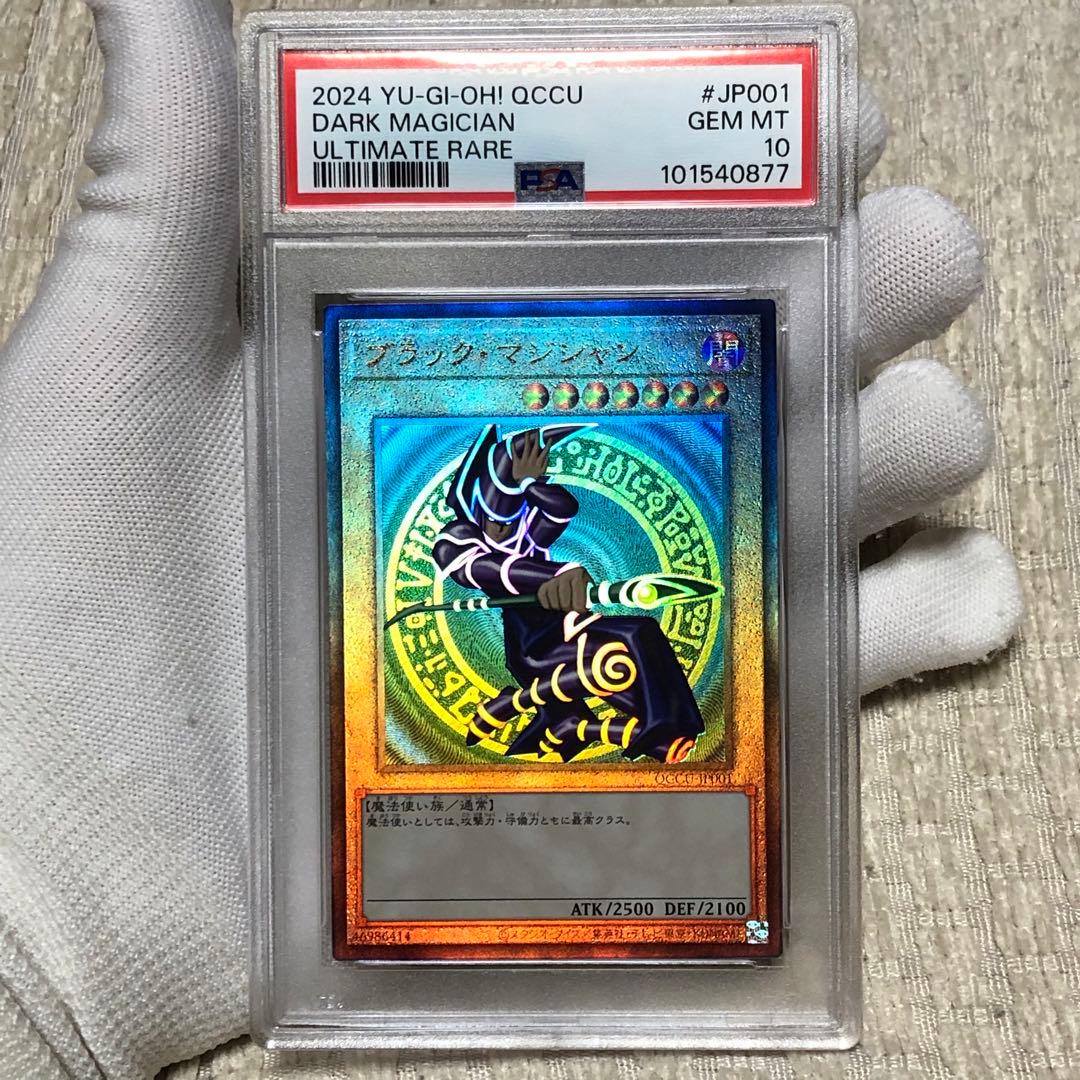 2024 YU-GI-OH! QCCU #JP001
DARK MAGICIAN GEM MT
ULTIMATE RARE 10
PSA 101540877
ブラック・マジシャン 闇
QCCU-JP001
【魔法使い族/通常】
魔法使いとしては、攻撃力・守備力ともに最高クラス。
ATK/2500 DEF/2100
46986414